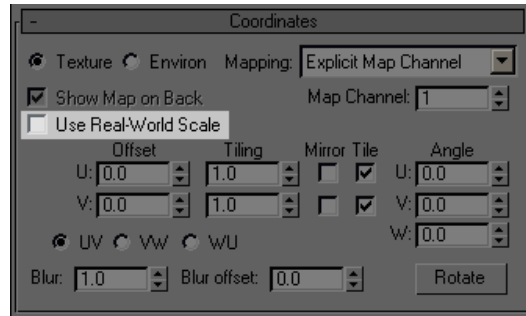 - Coordinates
Texture Environ Mapping: Explicit Map Channel
Show Map on Back Map Channel: 1
Use Real-World Scale
Offset Tiling Mirror Tile Angle
U: 0.0 1.0 U: 0.0
V: 0.0 1.0 V: 0.0
UV VW WU W: 0.0
Blur: 1.0 Blur offset: 0.0 Rotate